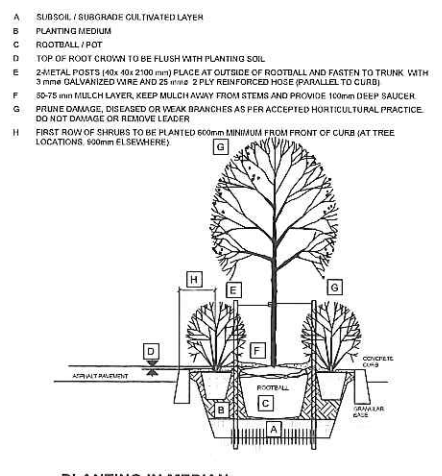 A SUBSOIL / SUBGRADE CULTIVATED LAYER
B PLANTING MEDIUM
C ROOTBALL / POT
D TOP OF ROOT CROWN TO BE FLUSH WITH PLANTING SOIL
E 2-METAL POSTS (40x 40x 2100 mm) PLACE AT OUTSIDE OF ROOTBALL AND FASTEN TO TRUNK WITH
3 mmø GALVANIZED WIRE AND 25 mmø 2 PLY REINFORCED HOSE (PARALLEL TO CURB)
F 50-75 mm MULCH LAYER, KEEP MULCH AWAY FROM STEMS AND PROVIDE 100mm DEEP SAUCER
G PRUNE DAMAGE, DISEASED OR WEAK BRANCHES AS PER ACCEPTED HORTICULTURAL PRACTICE.
DO NOT DAMAGE OR REMOVE LEADER
H FIRST ROW OF SHRUBS TO BE PLANTED 600mm MINIMUM FROM FRONT OF CURB (AT TREE
LOCATIONS, 900mm ELSEWHERE)
G
H
E
G
D
F
CONCRETE
CURB
ASPHALT PAVEMENT
ROOTBALL
B
C
GRANULAR
BASE
A
PLANTING IN MEDIAN